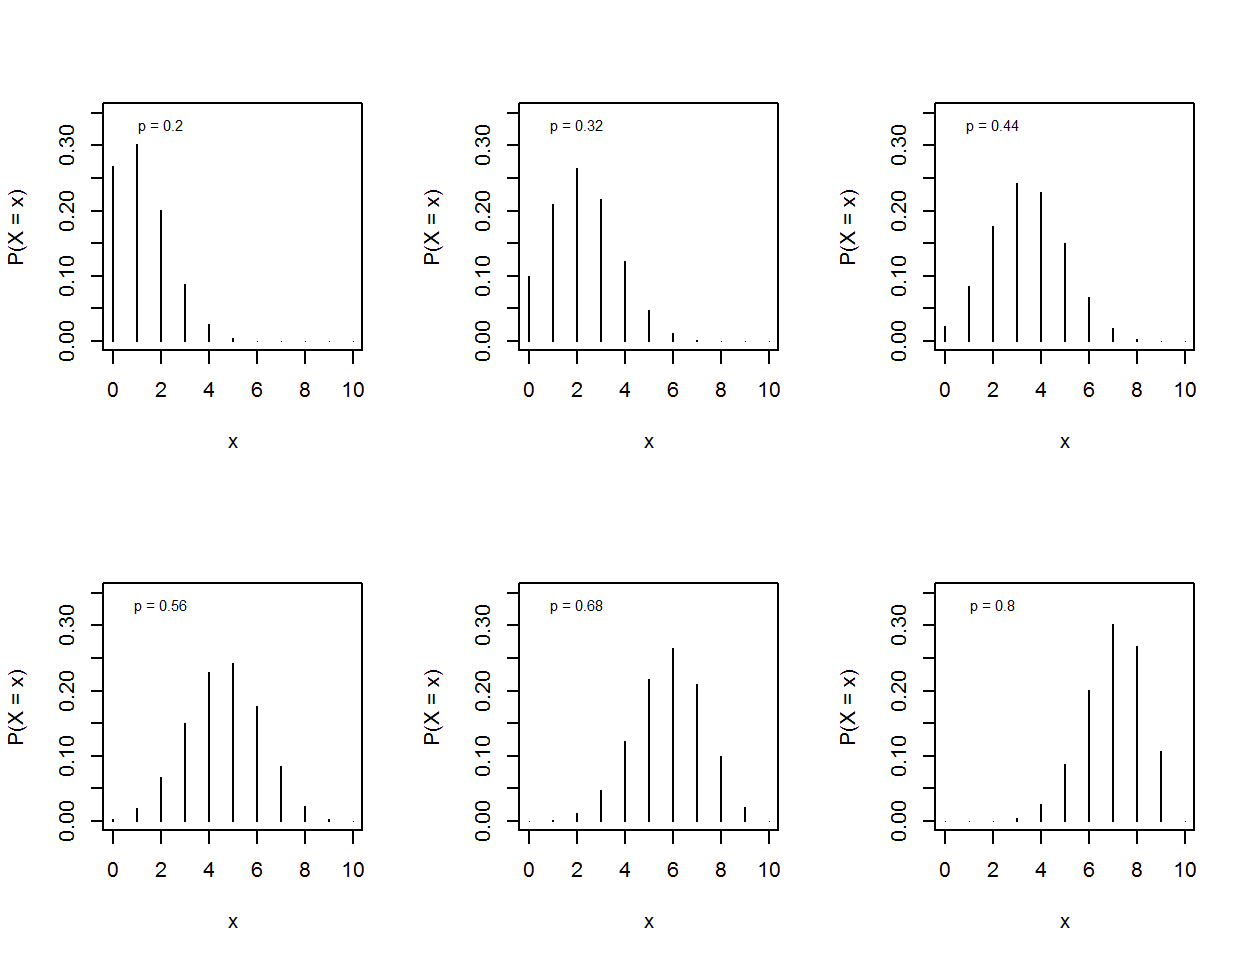 p = 0.2
P(X = x)
0.00 0.10 0.20 0.30
0 2 4 6 8 10
x
p = 0.32
P(X = x)
0.00 0.10 0.20 0.30
0 2 4 6 8 10
x
p = 0.44
P(X = x)
0.00 0.10 0.20 0.30
0 2 4 6 8 10
x
p = 0.56
P(X = x)
0.00 0.10 0.20 0.30
0 2 4 6 8 10
x
p = 0.68
P(X = x)
0.00 0.10 0.20 0.30
0 2 4 6 8 10
x
p = 0.8
P(X = x)
0.00 0.10 0.20 0.30
0 2 4 6 8 10
x